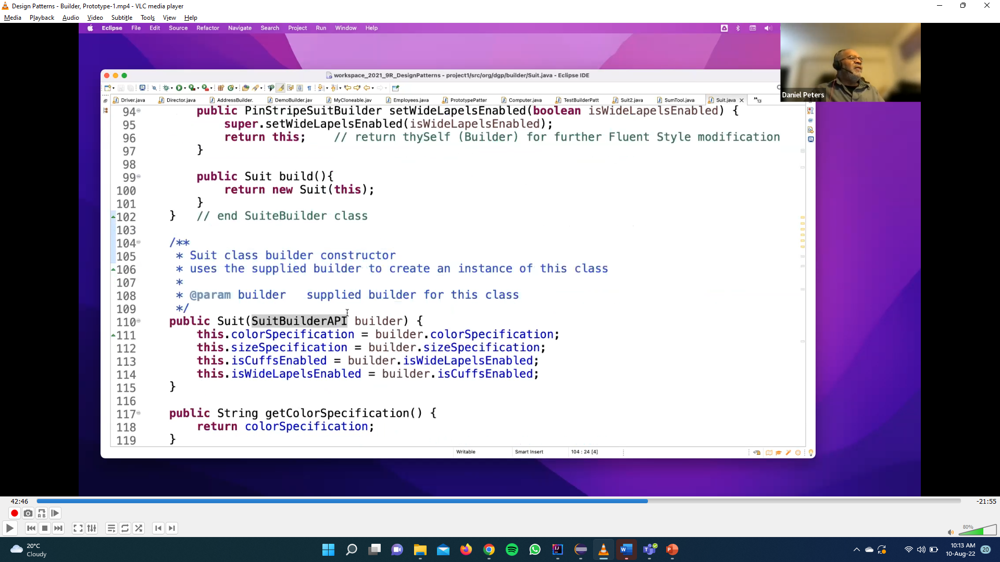 Design Patterns - Builder, Prototype-1.mp4 - VLC media player
Media Playback Audio Video Subtitle Tools View Help
Eclipse File Edit Source Refactor Navigate Search Project Run Window Help
workspace_2021_9R_DesignPatterns - project1/src/org/dgp/builder/Suit.java - Eclipse IDE
Daniel Peters
Driver.java Director.java AddressBuilder. DemoBuilder.jav MyCloneable.jav Employees.java PrototypePatter Computer.java TestBuilderPatt Suit2.java SumTool.java Suit.java 13
94 public PinStripeSuitBuilder setWideLapelsEnabled(boolean isWideLapelsEnabled) {
95 super.setWideLapelsEnabled(isWideLapelsEnabled);
96 return this; // return thySelf (Builder) for further Fluent Style modification
97 }
98
99 public Suit build(){
100 return new Suit(this);
101 }
102 } // end SuiteBuilder class
103
104 /**
105 * Suit class builder constructor
106 * uses the supplied builder to create an instance of this class
107 *
108 * @param builder supplied builder for this class
109 */
110 public Suit(SuitBuilderAPI builder) {
111 this.colorSpecification = builder.colorSpecification;
112 this.sizeSpecification = builder.sizeSpecification;
113 this.isCuffsEnabled = builder.isWideLapelsEnabled;
114 this.isWideLapelsEnabled = builder.isCuffsEnabled;
115 }
116
117 public String getColorSpecification() {
118 return colorSpecification;
119 }
Writable Smart Insert 104 : 24 [4]
42:46 -21:55
80%
20°C
Cloudy
10:13 AM
10-Aug-22
20